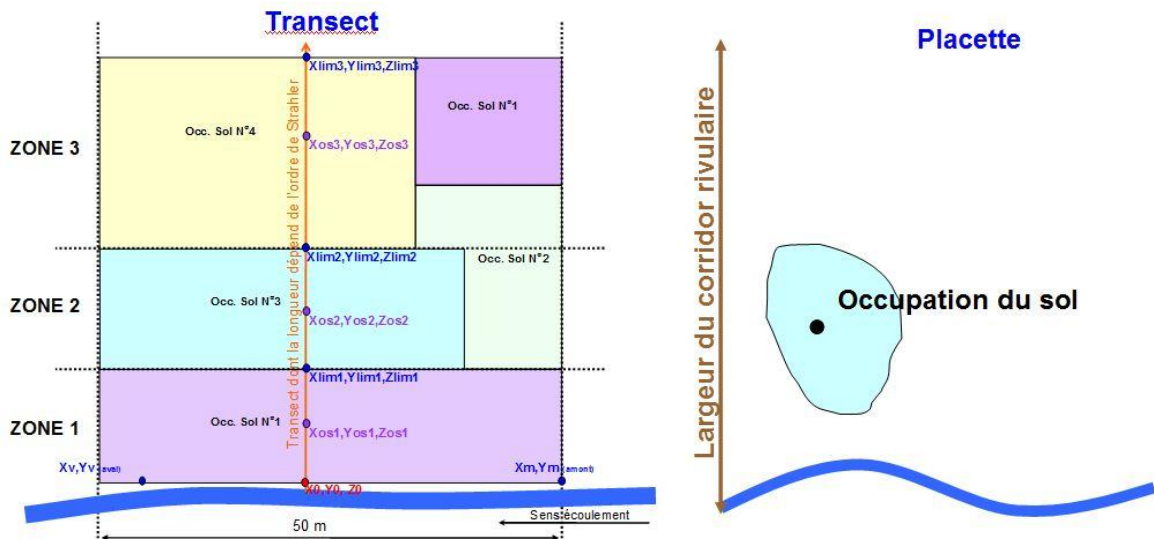 Transect
Placette
Xlim3,Ylim3,Zlim3
Occ. Sol N°1
Occ. Sol N°4
Xos3,Yos3,Zos3
ZONE 3
Transect dont la longueur dépend de l'ordre de Strahler
Largeur du corridor rivulaire
Xlim2,Ylim2,Zlim2
Occ. Sol N°2
Occ. Sol N°3
ZONE 2
Xos2,Yos2,Zos2
Occupation du sol
Xlim1,Ylim1,Zlim1
Occ. Sol N°1
ZONE 1
Xos1,Yos1,Zos1
Xv,Yv (aval)
Xm,Ym (amont)
X0,Y0, Z0
Sens écoulement
50 m